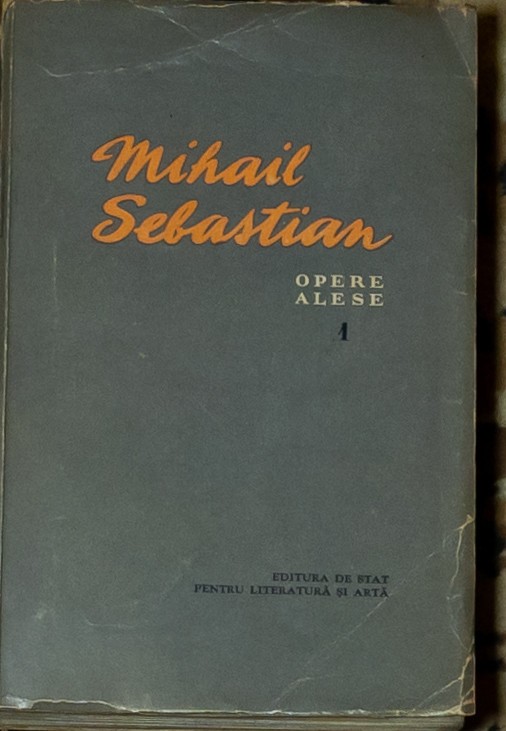 Mihail
Sebastian
OPERE
ALESE
1
EDITURA DE STAT
PENTRU LITERATURĂ ȘI ARTĂ